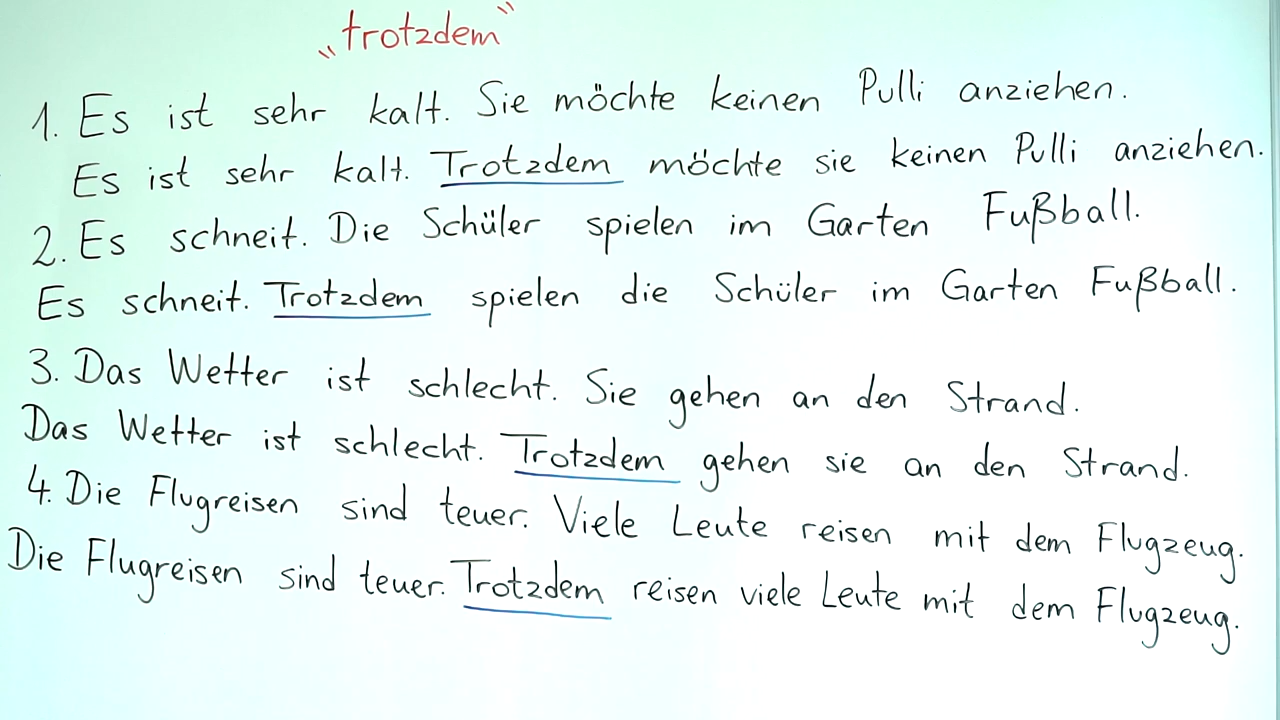 „trotzdem"
1. Es ist sehr kalt. Sie möchte keinen Pulli anziehen.
Es ist sehr kalt. Trotzdem möchte sie keinen Pulli anziehen.
2. Es schneit. Die Schüler spielen im Garten Fußball.
Es schneit. Trotzdem spielen die Schüler im Garten Fußball.
3. Das Wetter ist schlecht. Sie gehen an den Strand.
Das Wetter ist schlecht. Trotzdem gehen sie an den Strand.
4. Die Flugreisen sind teuer. Viele Leute reisen mit dem Flugzeug.
Die Flugreisen sind teuer. Trotzdem reisen viele Leute mit dem Flugzeug.